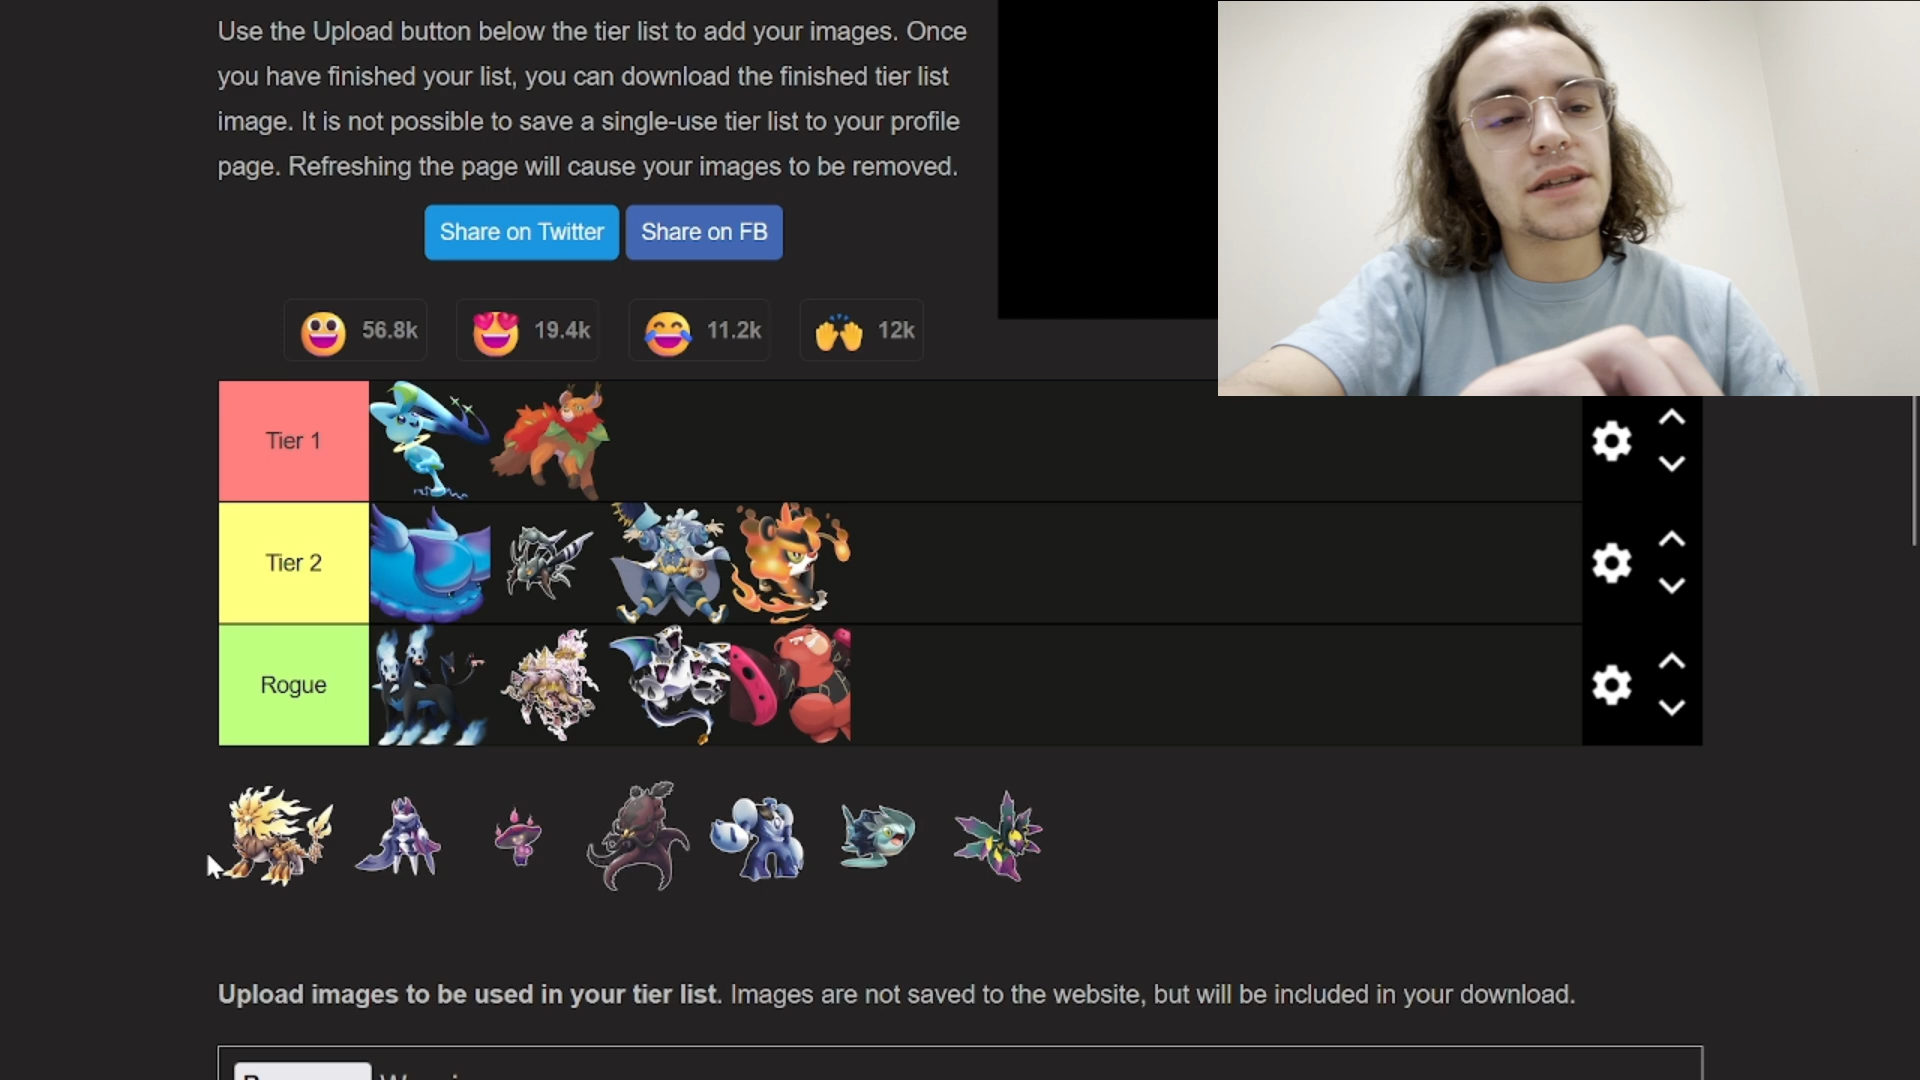 Use the Upload button below the tier list to add your images. Once
you have finished your list, you can download the finished tier list
image. It is not possible to save a single-use tier list to your profile
page. Refreshing the page will cause your images to be removed.
Share on Twitter Share on FB
56.8k 19.4k 11.2k 12k
Tier 1
Tier 2
Rogue
Upload images to be used in your tier list. Images are not saved to the website, but will be included in your download.